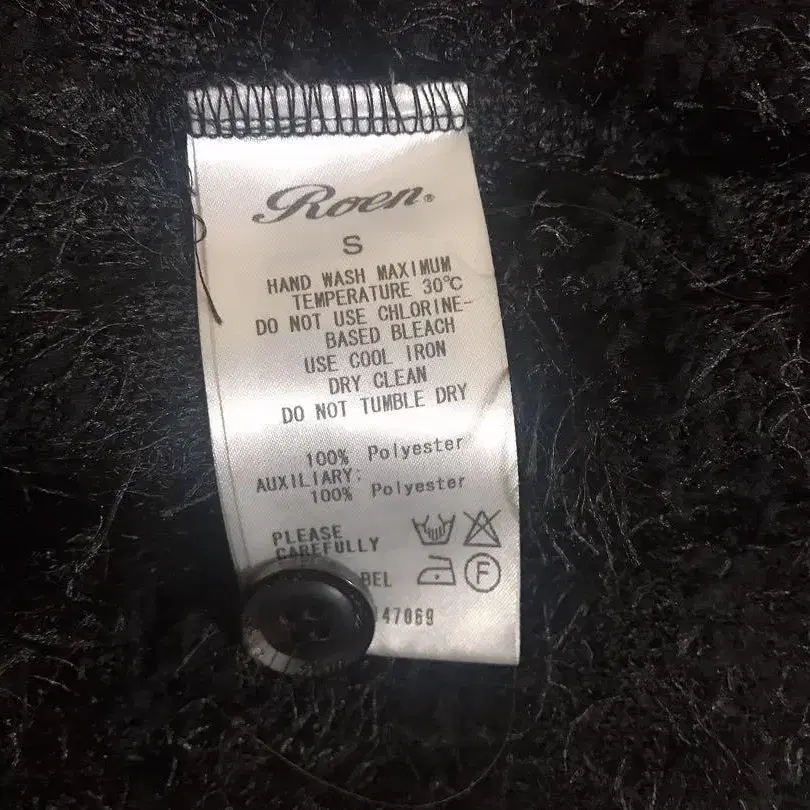 Roen®
S
HAND WASH MAXIMUM
TEMPERATURE 30℃
DO NOT USE CHLORINE-
BASED BLEACH
USE COOL IRON
DRY CLEAN
DO NOT TUMBLE DRY
100% Polyester
AUXILIARY:
100% Polyester
PLEASE
CAREFULLY
BEL
F
47069